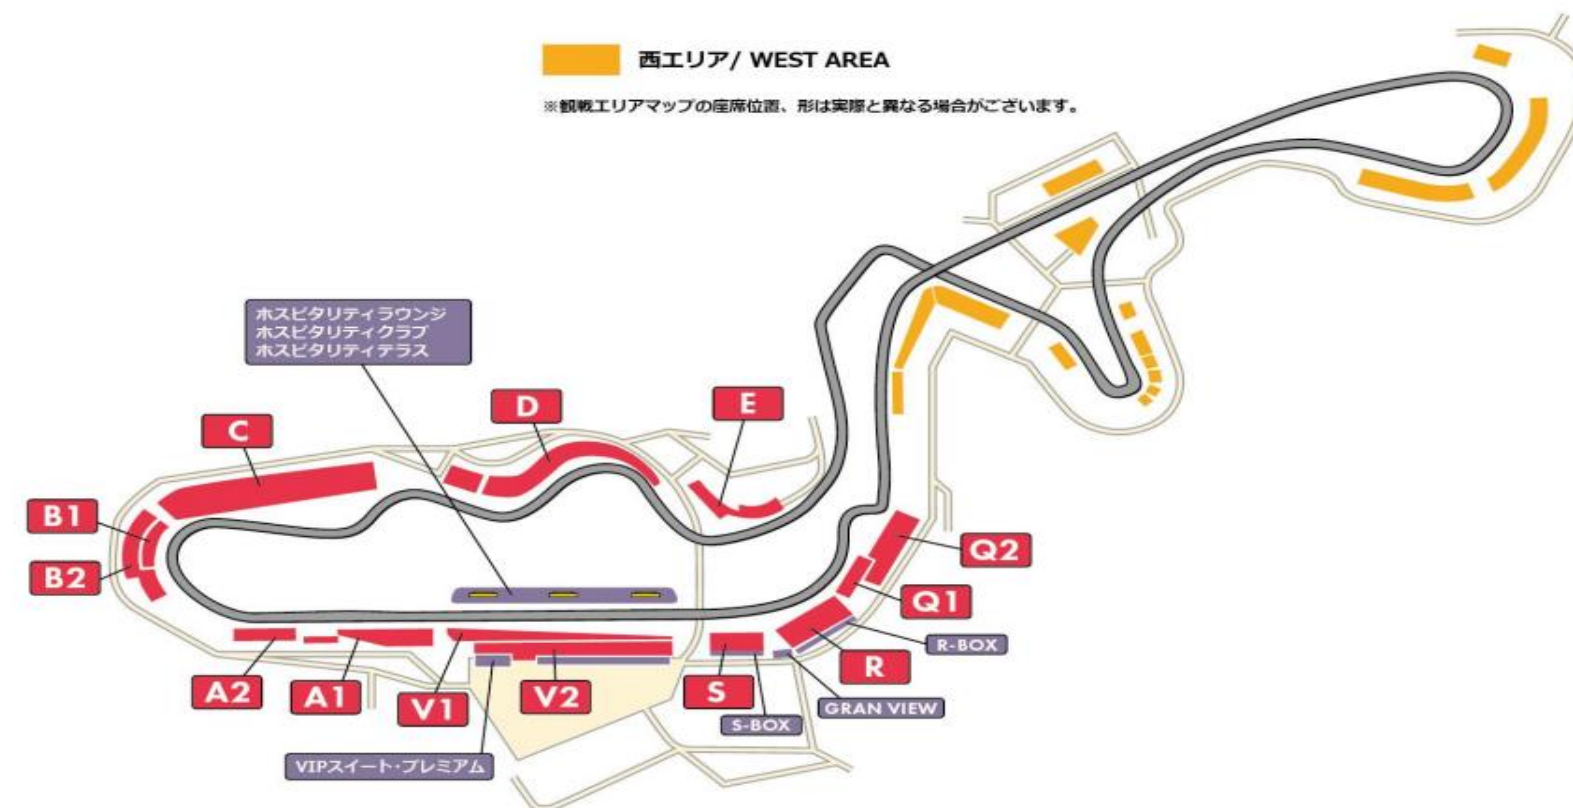 西エリア/ WEST AREA
※観戦エリアマップの座席位置、形は実際と異なる場合がございます。
ホスピタリティラウンジ
ホスピタリティクラブ
ホスピタリティテラス
D
E
C
B1
B2
Q2
Q1
R-BOX
R
A2
A1
V1
V2
S
GRAN VIEW
S-BOX
VIPスイート・プレミアム